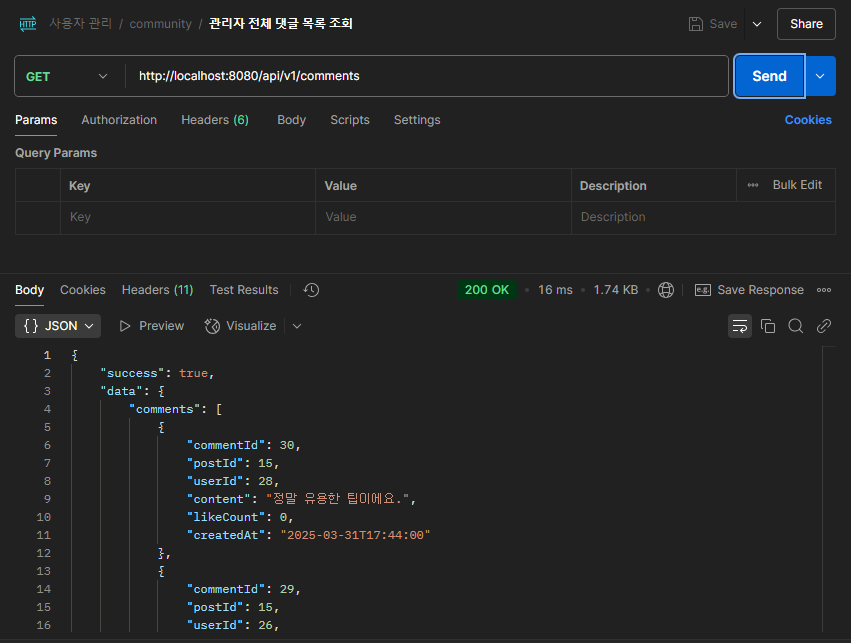 HTTP 사용자 관리 / community / 관리자 전체 댓글 목록 조회 Save Share
GET http://localhost:8080/api/v1/comments Send
Params Authorization Headers (6) Body Scripts Settings Cookies
Query Params
Key Value Description ••• Bulk Edit
Key Value Description
Body Cookies Headers (11) Test Results 200 OK • 16 ms • 1.74 KB • e.g. Save Response •••
{} JSON Preview Visualize
1 {
2 "success": true,
3 "data": {
4 "comments": [
5 {
6 "commentId": 30,
7 "postId": 15,
8 "userId": 28,
9 "content": "정말 유용한 팁이에요.",
10 "likeCount": 0,
11 "createdAt": "2025-03-31T17:44:00"
12 },
13 {
14 "commentId": 29,
15 "postId": 15,
16 "userId": 26,